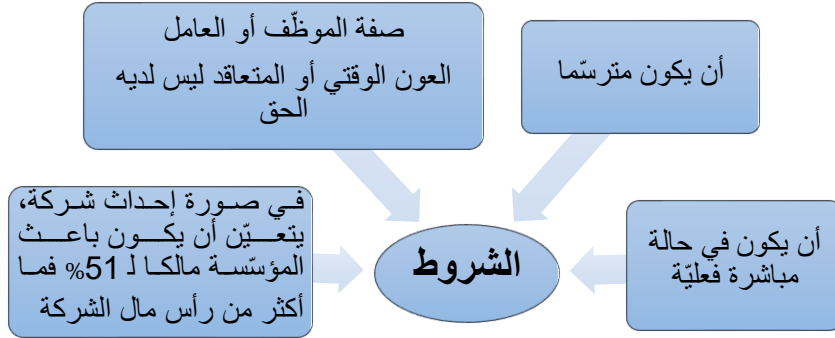 أن يكون مترسّما
صفة الموظّف أو العامل
العون الوقتي أو المتعاقد ليس لديه
الحق
أن يكون في حالة
مباشرة فعليّة
الشروط
في صورة إحداث شركة،
يتعيّن أن يكون باعث
المؤسّسة مالكا لـ 51% فما
أكثر من رأس مال الشركة